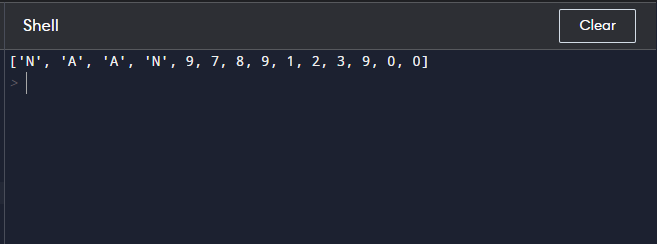 Shell
Clear
['N', 'A', 'A', 'N', 9, 7, 8, 9, 1, 2, 3, 9, 0, 0]
>